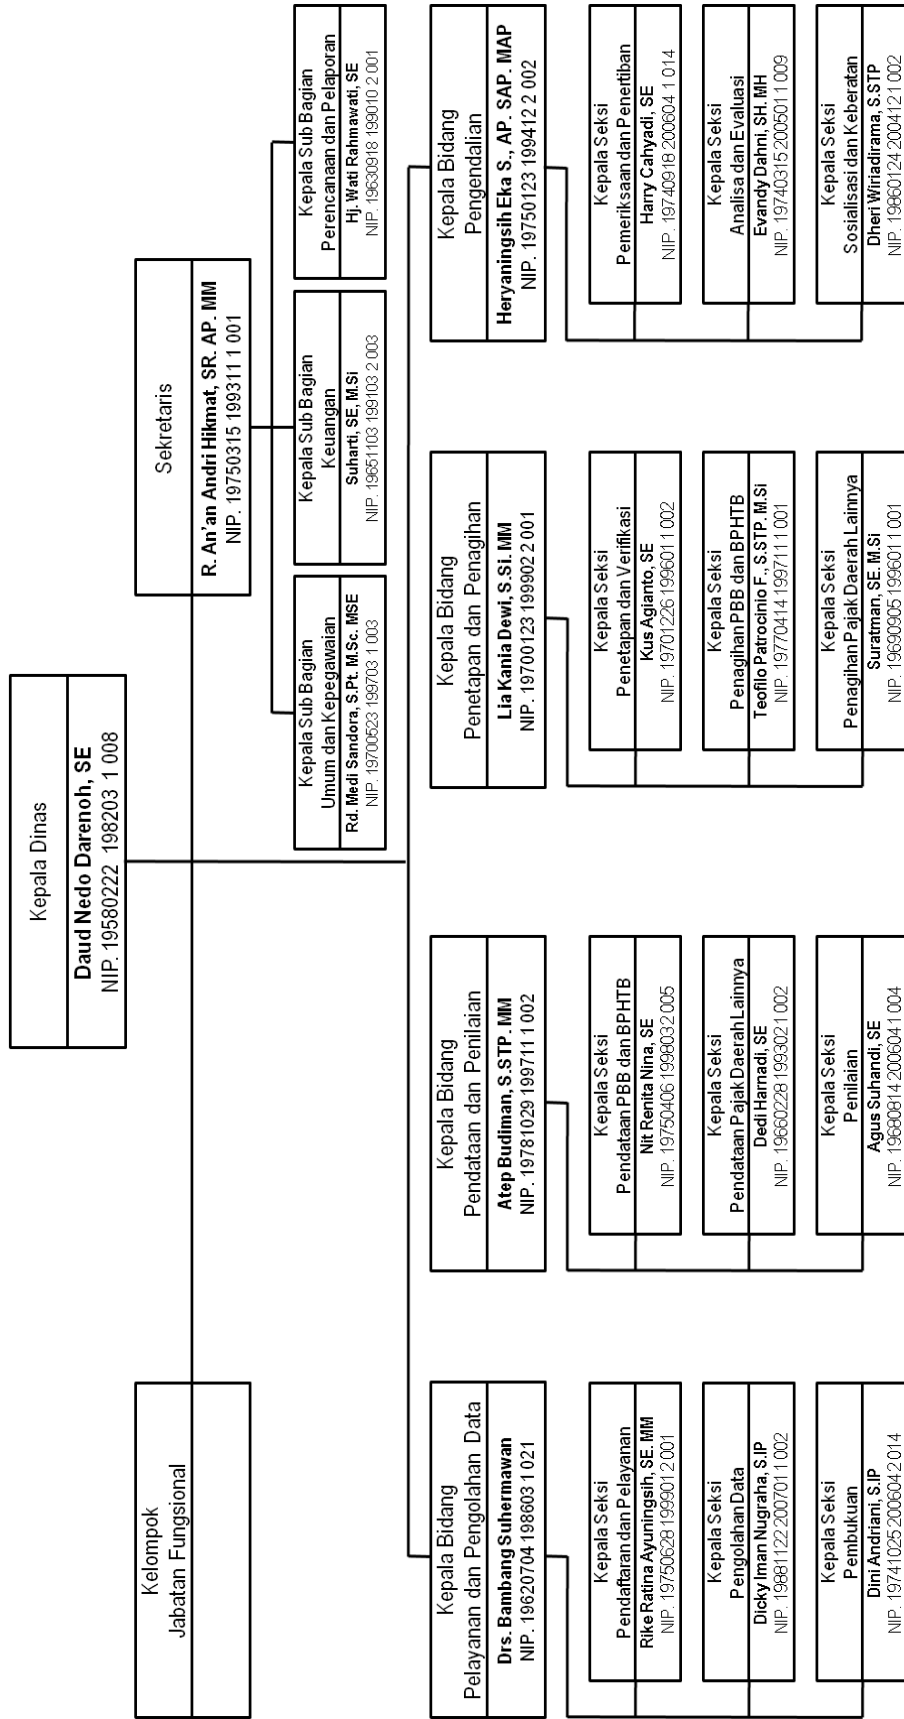 Kepala Dinas
Daud Nedo Darenoh, SE
NIP. 19580222 198203 1 008
Kelompok
Jabatan Fungsional
Sekretaris
R. An'an Andri Hikmat, SR. AP. MM
NIP. 19750315 199311 1 001
Kepala Sub Bagian
Umum dan Kepegawaian
Rd. Medi Sandora, S.Pt. M.Sc. MSE
NIP. 19700523 199703 1 003
Kepala Sub Bagian
Keuangan
Suharti, SE, M.Si
NIP. 19651103 199103 2 003
Kepala Sub Bagian
Perencanaan dan Pelaporan
Hj. Wati Rahmawati, SE
NIP. 19630918 199010 2 001
Kepala Bidang
Pelayanan dan Pengolahan Data
Drs. Bambang Suhermawan
NIP. 19620704 198603 1 021
Kepala Seksi
Pendaftaran dan Pelayanan
Rike Ratina Ayuningsih, SE. MM
NIP. 19750628 199901 2 001
Kepala Seksi
Pengolahan Data
Dicky Iman Nugraha, S.IP
NIP. 19881122 200701 1 002
Kepala Seksi
Pembukuan
Dini Andriani, S.IP
NIP. 19741025 200604 2 014
Kepala Bidang
Pendataan dan Penilaian
Atep Budiman, S.STP. MM
NIP. 19781029 199711 1 002
Kepala Seksi
Pendataan PBB dan BPHTB
Nit Renita Nina, SE
NIP. 19750406 199803 2 005
Kepala Seksi
Pendataan Pajak Daerah Lainnya
Dedi Harnadi, SE
NIP. 19660228 199302 1 002
Kepala Seksi
Penilaian
Agus Suhandi, SE
NIP. 19680814 200604 1 004
Kepala Bidang
Penetapan dan Penagihan
Lia Kania Dewi, S.Si. MM
NIP. 19700123 199902 2 001
Kepala Seksi
Penetapan dan Verifikasi
Kus Agianto, SE
NIP. 19701226 199601 1 002
Kepala Seksi
Penagihan PBB dan BPHTB
Teofilo Patrocinio F., S.STP. M.Si
NIP. 19770414 199711 1 001
Kepala Seksi
Penagihan Pajak Daerah Lainnya
Suratman, SE. M.Si
NIP. 19690905 199601 1 001
Kepala Bidang
Pengendalian
Heryaningsih Eka S., AP. SAP. MAP
NIP. 19750123 199412 2 002
Kepala Seksi
Pemeriksaan dan Penertiban
Harry Cahyadi, SE
NIP. 19740918 200604 1 014
Kepala Seksi
Analisa dan Evaluasi
Evandy Dahni, SH. MH
NIP. 19740315 200501 1 009
Kepala Seksi
Sosialisasi dan Keberatan
Dheri Wiriadirama, S.STP
NIP. 19860124 200412 1 002